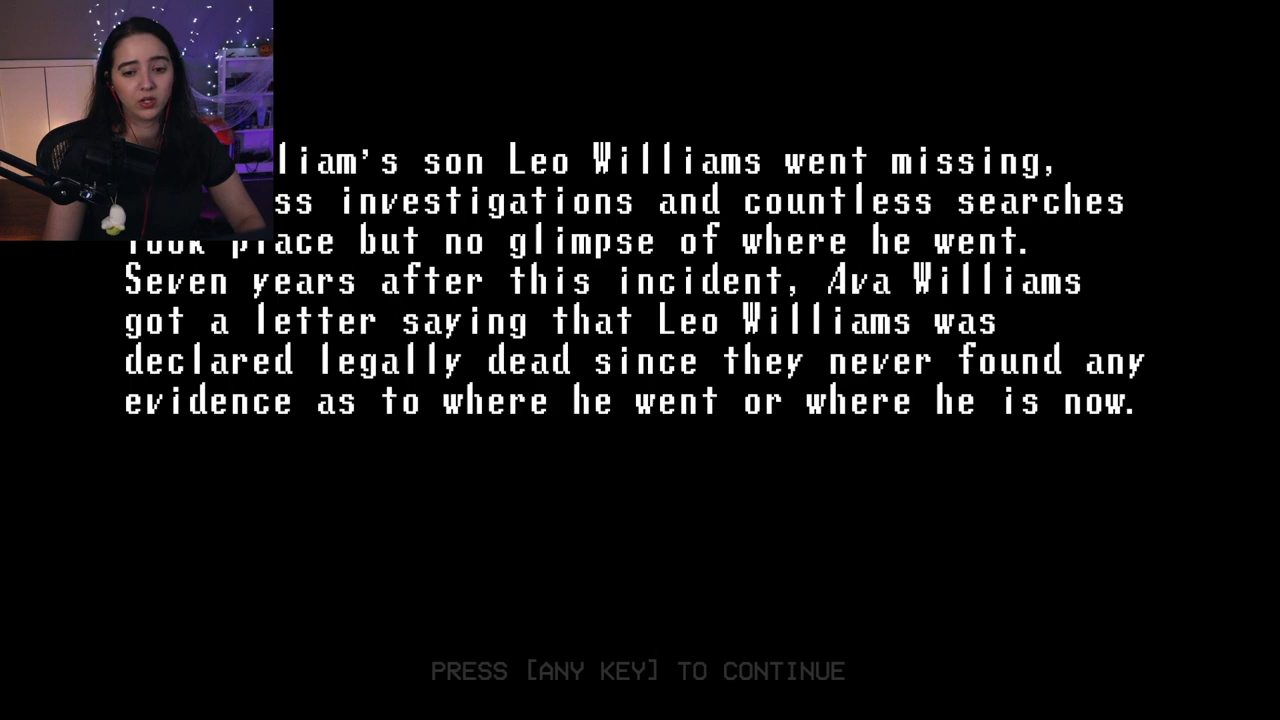 liam's son Leo Williams went missing,
ss investigations and countless searches
took place but no glimpse of where he went.
Seven years after this incident, Ava Williams
got a letter saying that Leo Williams was
declared legally dead since they never found any
evidence as to where he went or where he is now.
PRESS [ANY KEY] TO CONTINUE